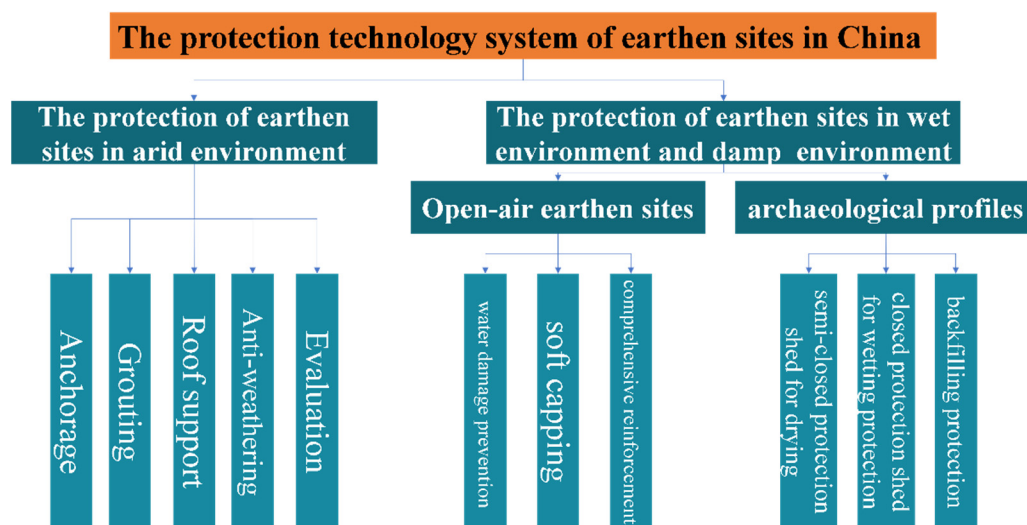 The protection technology system of earthen sites in China
The protection of earthen
sites in arid environment
The protection of earthen sites in wet
environment and damp environment
Open-air earthen sites
archaeological profiles
Anchorage
Grouting
Roof support
Anti-weathering
Evaluation
water damage prevention
soft capping
comprehensive reinforcement
semi-closed protection
shed for drying
closed protection shed
for wetting protection
backfilling protection